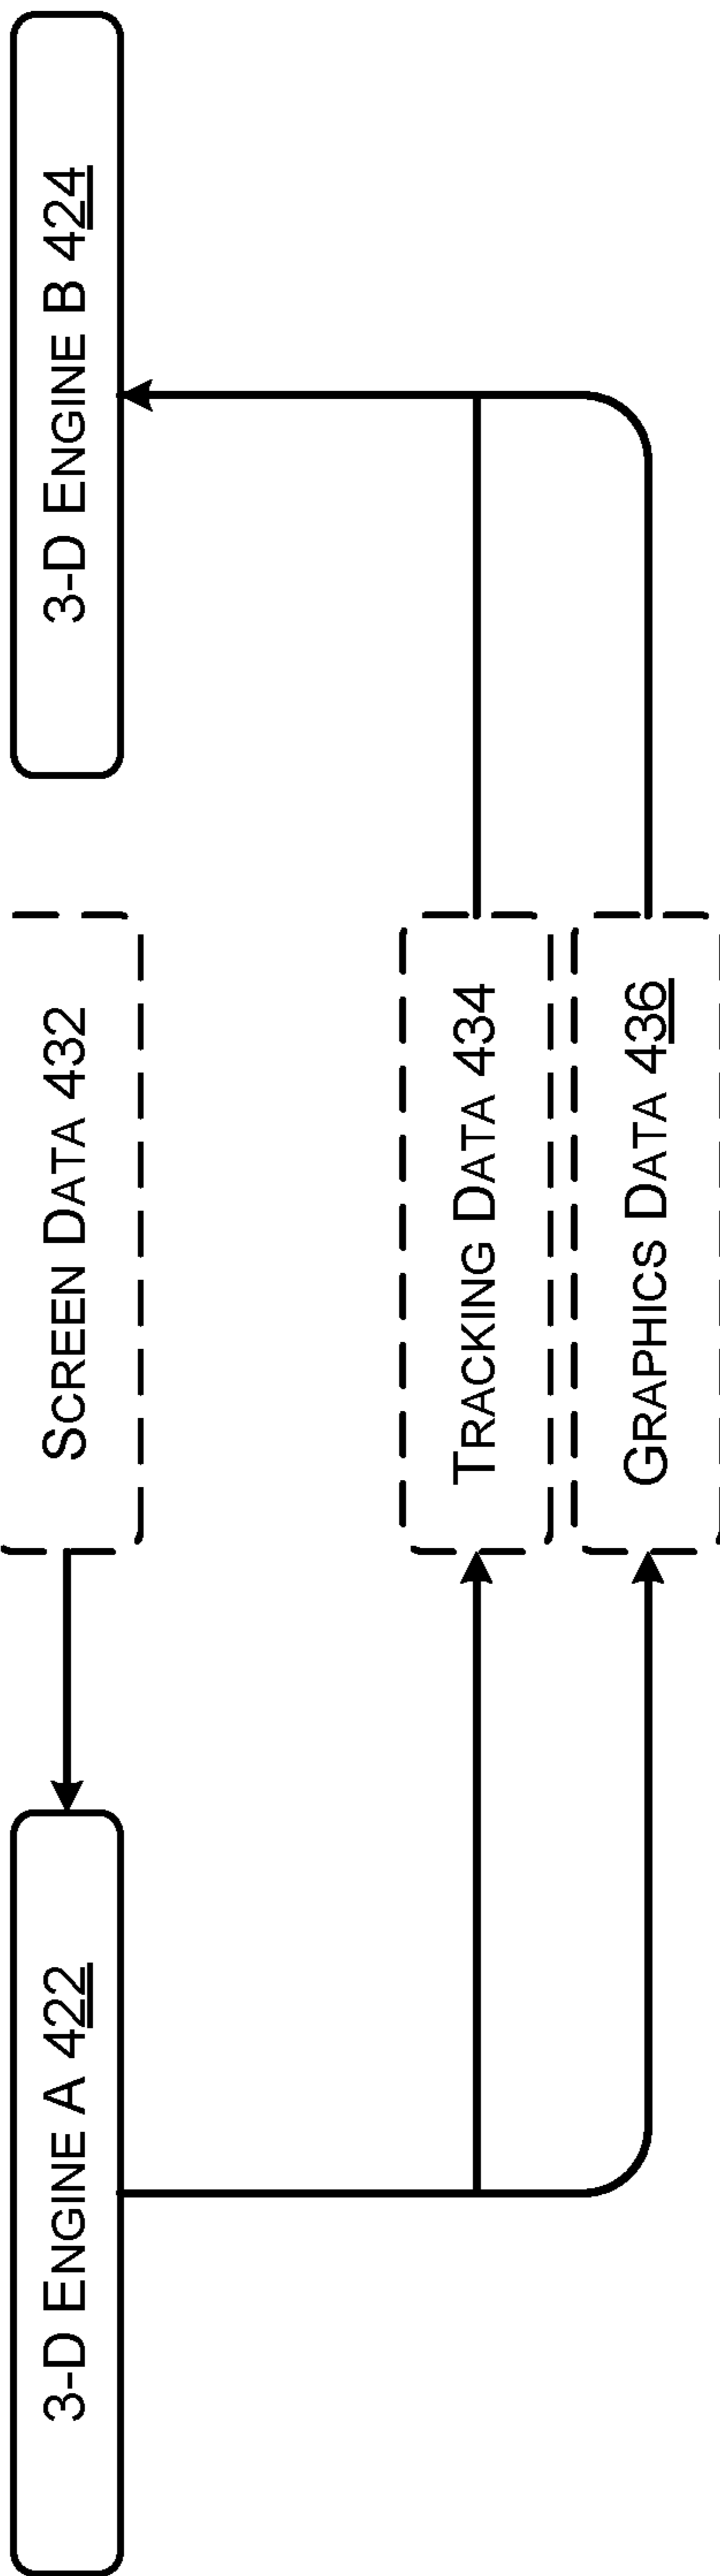 3-D ENGINE A 422
SCREEN DATA 432
3-D ENGINE B 424
TRACKING DATA 434
GRAPHICS DATA 436